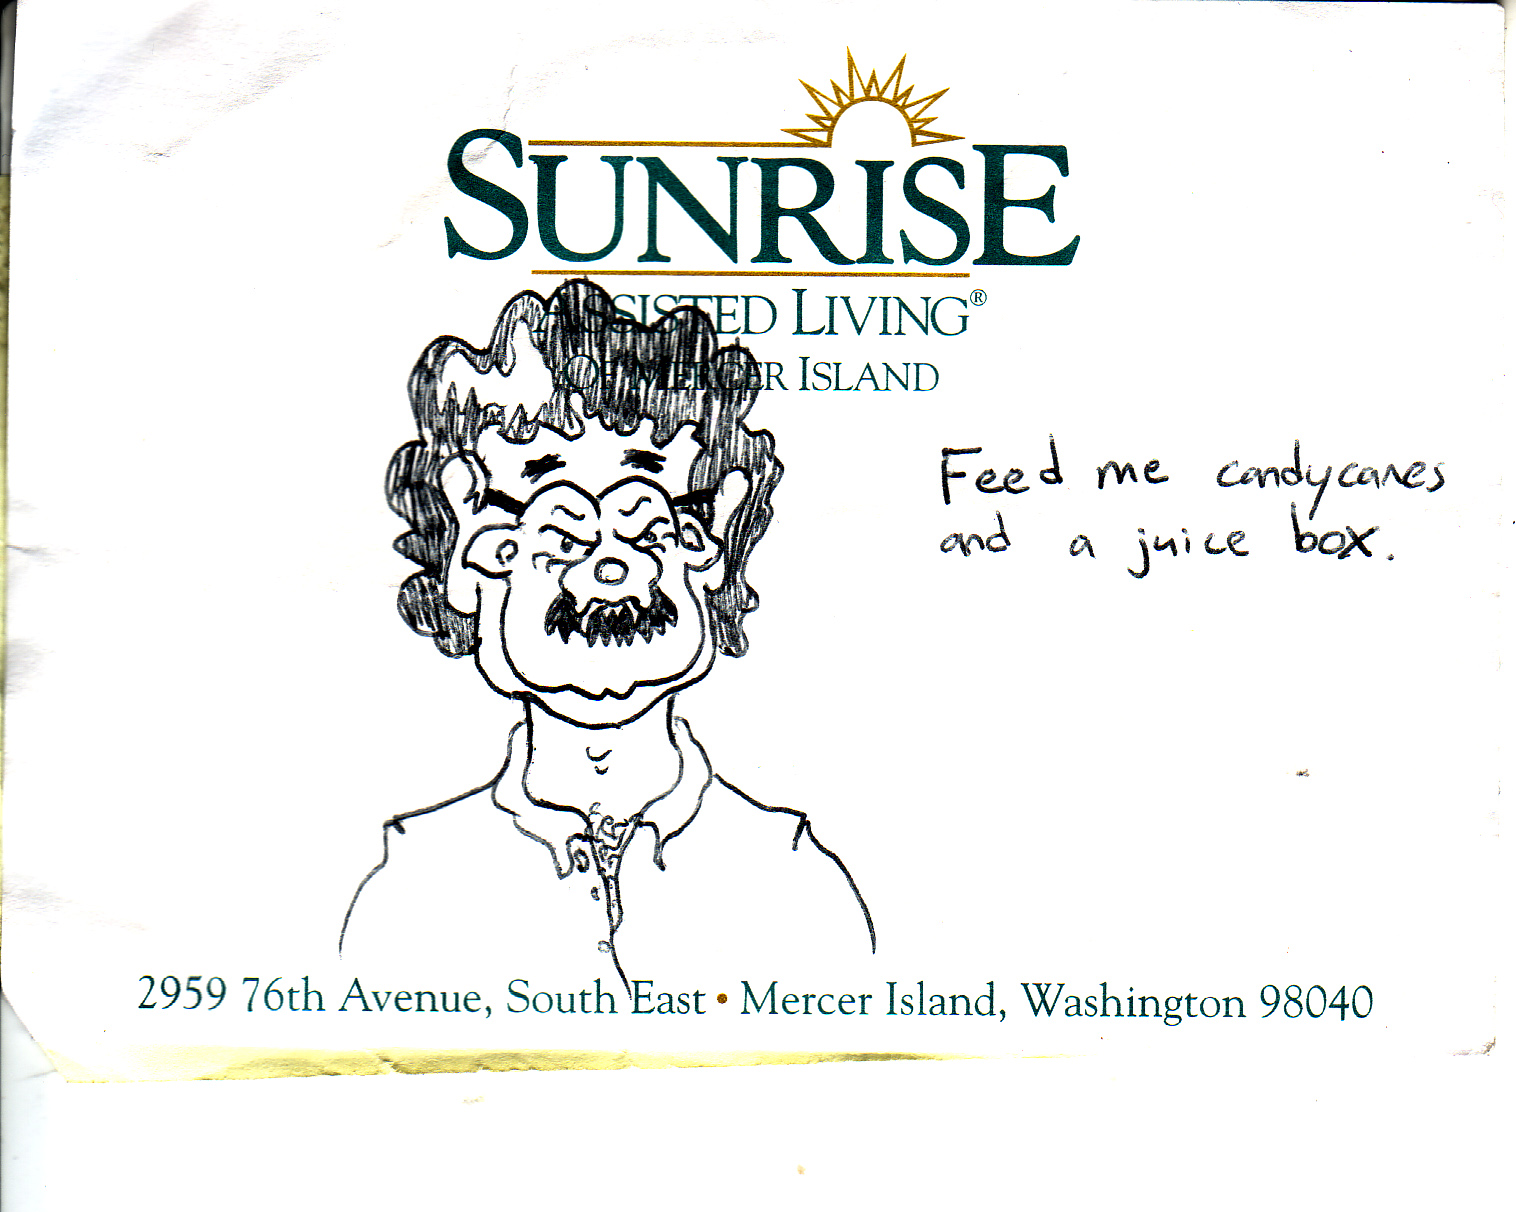 SUNRISE
ASSISTED LIVING®
OF MERCER ISLAND
Feed me candycanes
and a juice box.
2959 76th Avenue, South East • Mercer Island, Washington 98040